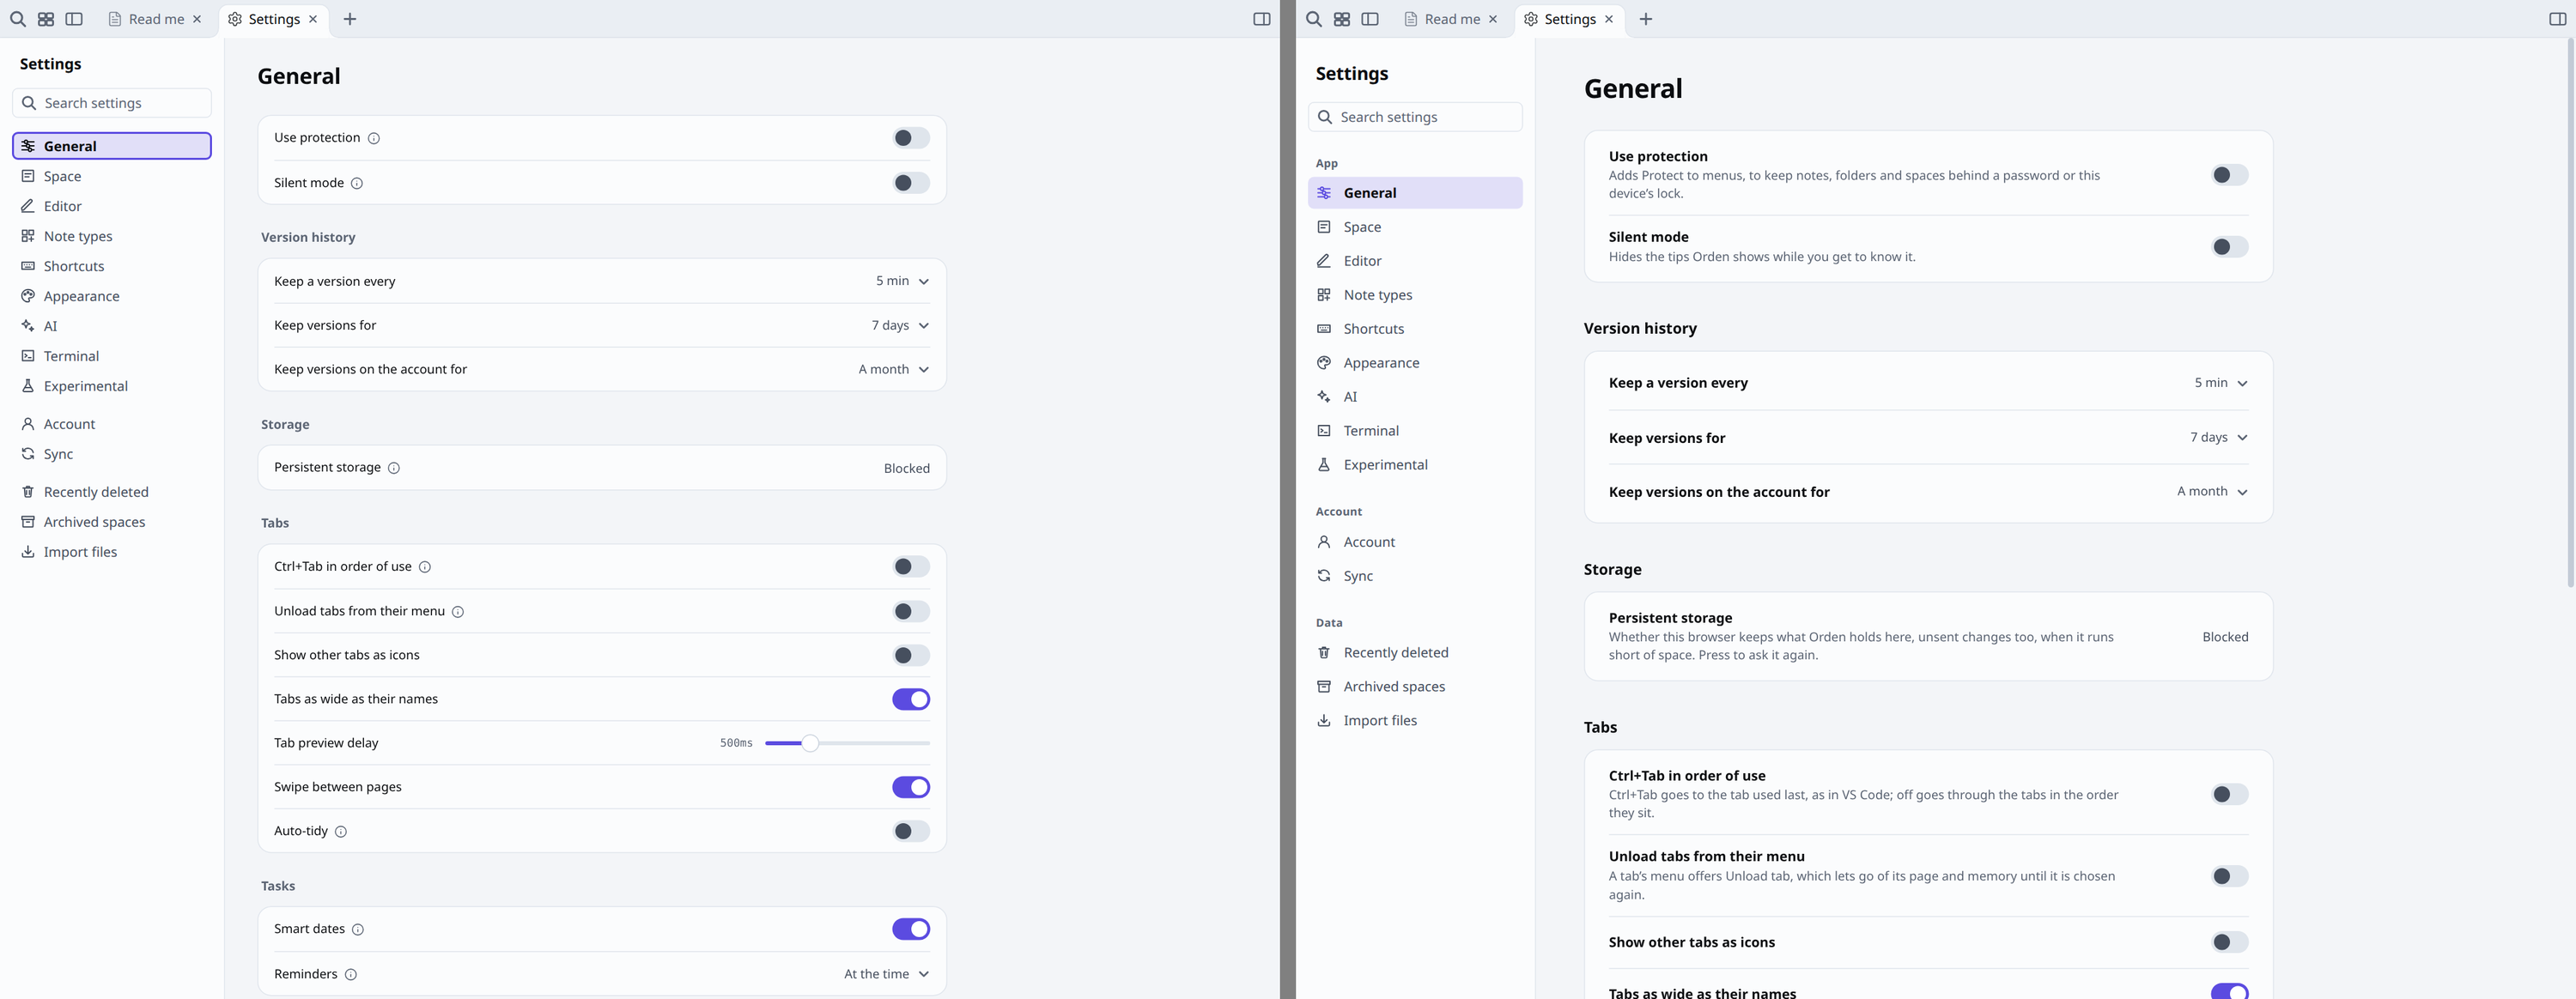 Read me
Settings
Settings
Search settings
General
Space
Editor
Note types
Shortcuts
Appearance
AI
Terminal
Experimental
Account
Sync
Recently deleted
Archived spaces
Import files
General
Use protection
Silent mode
Version history
Keep a version every 5 min
Keep versions for 7 days
Keep versions on the account for A month
Storage
Persistent storage Blocked
Tabs
Ctrl+Tab in order of use
Unload tabs from their menu
Show other tabs as icons
Tabs as wide as their names
Tab preview delay 500ms
Swipe between pages
Auto-tidy
Tasks
Smart dates
Reminders At the time
Read me
Settings
Settings
Search settings
App
General
Space
Editor
Note types
Shortcuts
Appearance
AI
Terminal
Experimental
Account
Account
Sync
Data
Recently deleted
Archived spaces
Import files
General
Use protection
Adds Protect to menus, to keep notes, folders and spaces behind a password or this
device’s lock.
Silent mode
Hides the tips Orden shows while you get to know it.
Version history
Keep a version every 5 min
Keep versions for 7 days
Keep versions on the account for A month
Storage
Persistent storage
Whether this browser keeps what Orden holds here, unsent changes too, when it runs
short of space. Press to ask it again.
Blocked
Tabs
Ctrl+Tab in order of use
Ctrl+Tab goes to the tab used last, as in VS Code; off goes through the tabs in the order
they sit.
Unload tabs from their menu
A tab’s menu offers Unload tab, which lets go of its page and memory until it is chosen
again.
Show other tabs as icons
Tabs as wide as their names